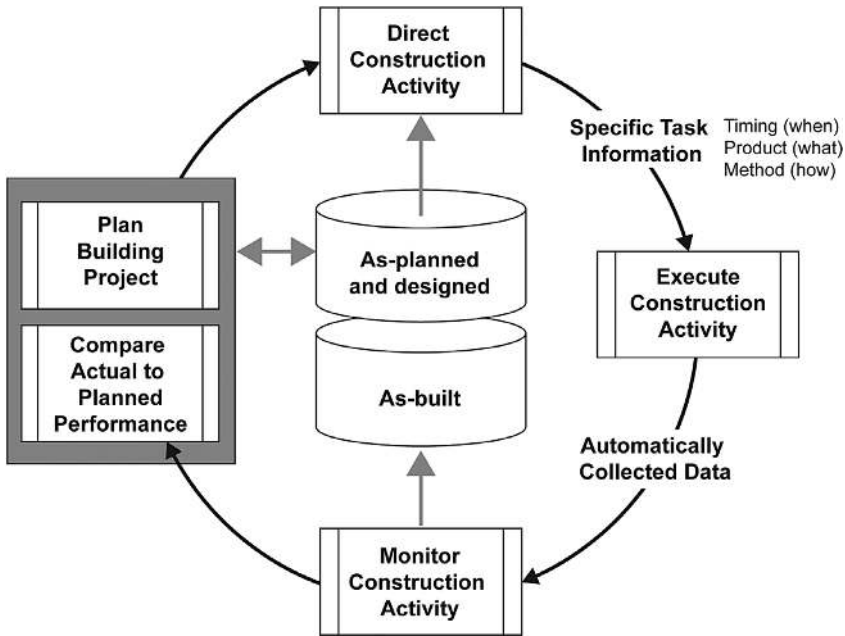 Direct
Construction
Activity
Specific Task
Information
Timing (when)
Product (what)
Method (how)
Plan
Building
Project
As-planned
and designed
Execute
Construction
Activity
Compare
Actual to
Planned
Performance
As-built
Automatically
Collected Data
Monitor
Construction
Activity